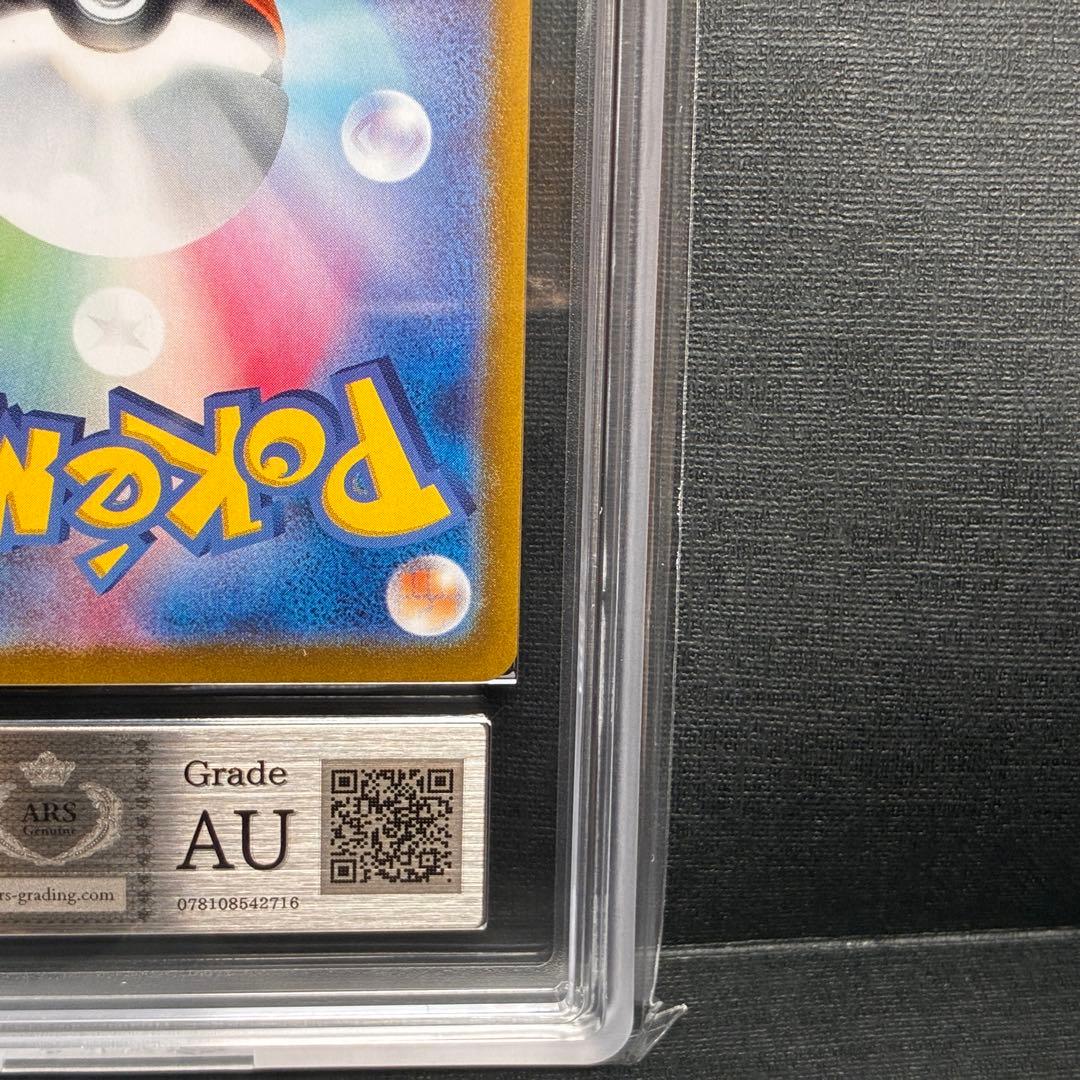 Pokém
ARS
Genuine
Grade
AU
rs-grading.com
078108542716